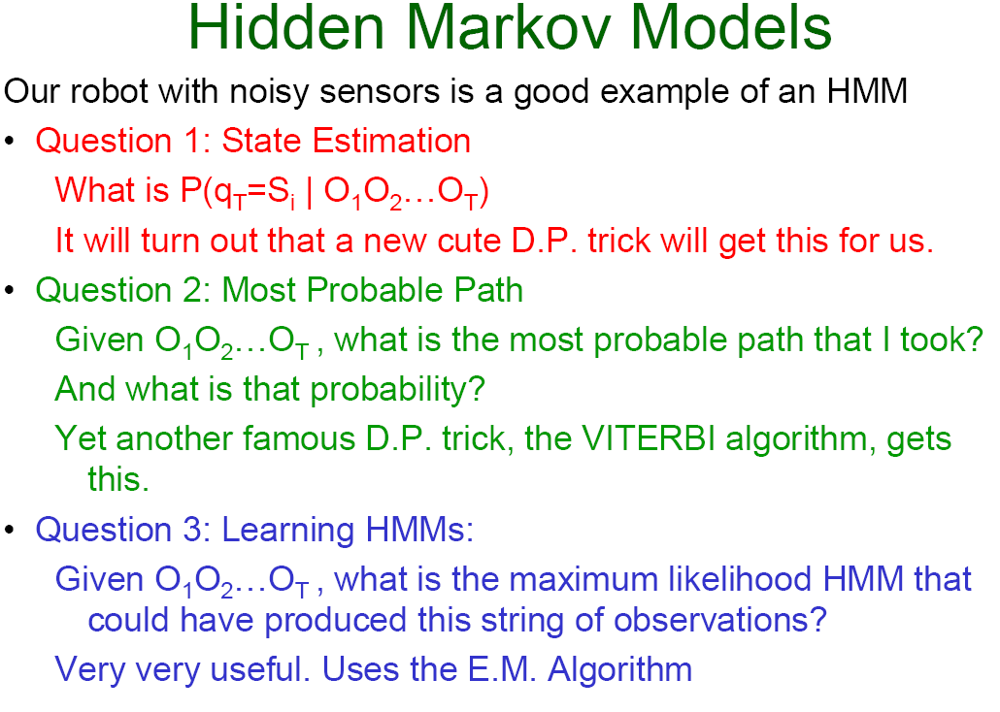 Hidden Markov Models
Our robot with noisy sensors is a good example of an HMM
• Question 1: State Estimation
What is P(q_T=S_i | O_1O_2…O_T)
It will turn out that a new cute D.P. trick will get this for us.
• Question 2: Most Probable Path
Given O_1O_2…O_T , what is the most probable path that I took?
And what is that probability?
Yet another famous D.P. trick, the VITERBI algorithm, gets
this.
• Question 3: Learning HMMs:
Given O_1O_2…O_T , what is the maximum likelihood HMM that
could have produced this string of observations?
Very very useful. Uses the E.M. Algorithm